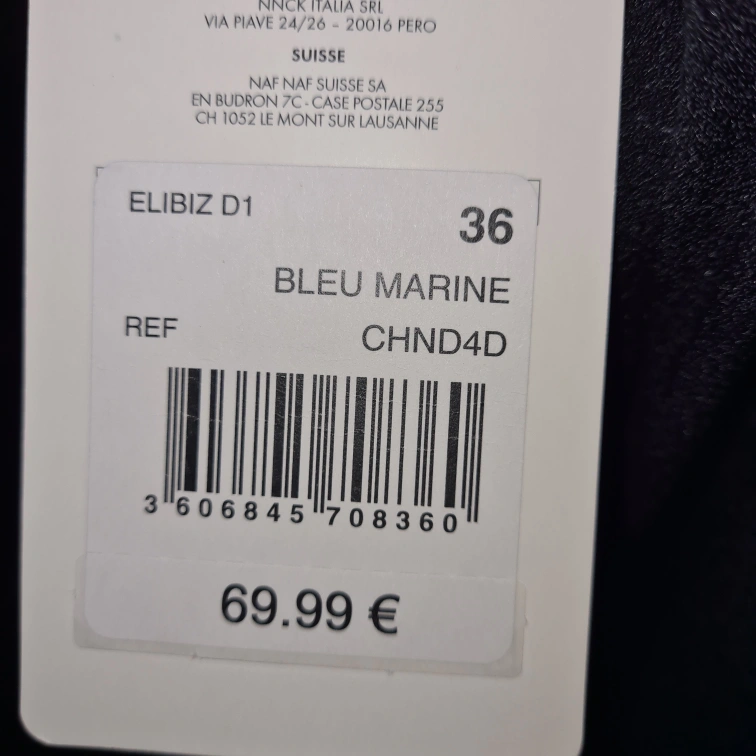 NNCK ITALIA SRL
VIA PIAVE 24/26 - 20016 PERO
SUISSE
NAF NAF SUISSE SA
EN BUDRON 7C - CASE POSTALE 255
CH 1052 LE MONT SUR LAUSANNE
ELIBIZ D1
36
BLEU MARINE
REF
CHND4D
3 606845 708360
69.99 €